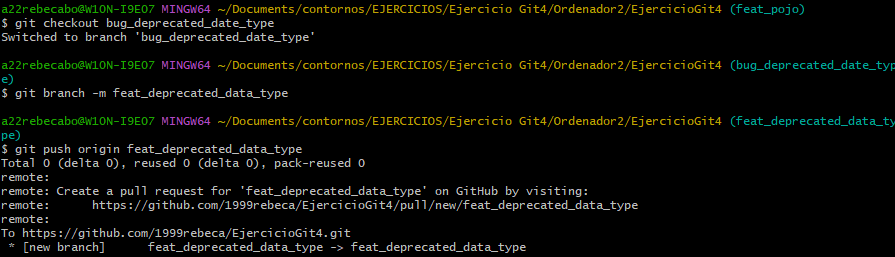 a22rebecabo@W10N-I9E07 MINGW64 ~/Documents/contornos/EJERCICIOS/Ejercicio Git4/Ordenador2/EjercicioGit4 (feat_pojo)
$ git checkout bug_deprecated_date_type
Switched to branch 'bug_deprecated_date_type'
a22rebecabo@W10N-I9E07 MINGW64 ~/Documents/contornos/EJERCICIOS/Ejercicio Git4/Ordenador2/EjercicioGit4 (bug_deprecated_date_typ
e)
$ git branch -m feat_deprecated_data_type
a22rebecabo@W10N-I9E07 MINGW64 ~/Documents/contornos/EJERCICIOS/Ejercicio Git4/Ordenador2/EjercicioGit4 (feat_deprecated_data_ty
pe)
$ git push origin feat_deprecated_data_type
Total 0 (delta 0), reused 0 (delta 0), pack-reused 0
remote:
remote: Create a pull request for 'feat_deprecated_data_type' on GitHub by visiting:
remote:      https://github.com/1999rebeca/EjercicioGit4/pull/new/feat_deprecated_data_type
remote:
To https://github.com/1999rebeca/EjercicioGit4.git
 * [new branch]      feat_deprecated_data_type -> feat_deprecated_data_type